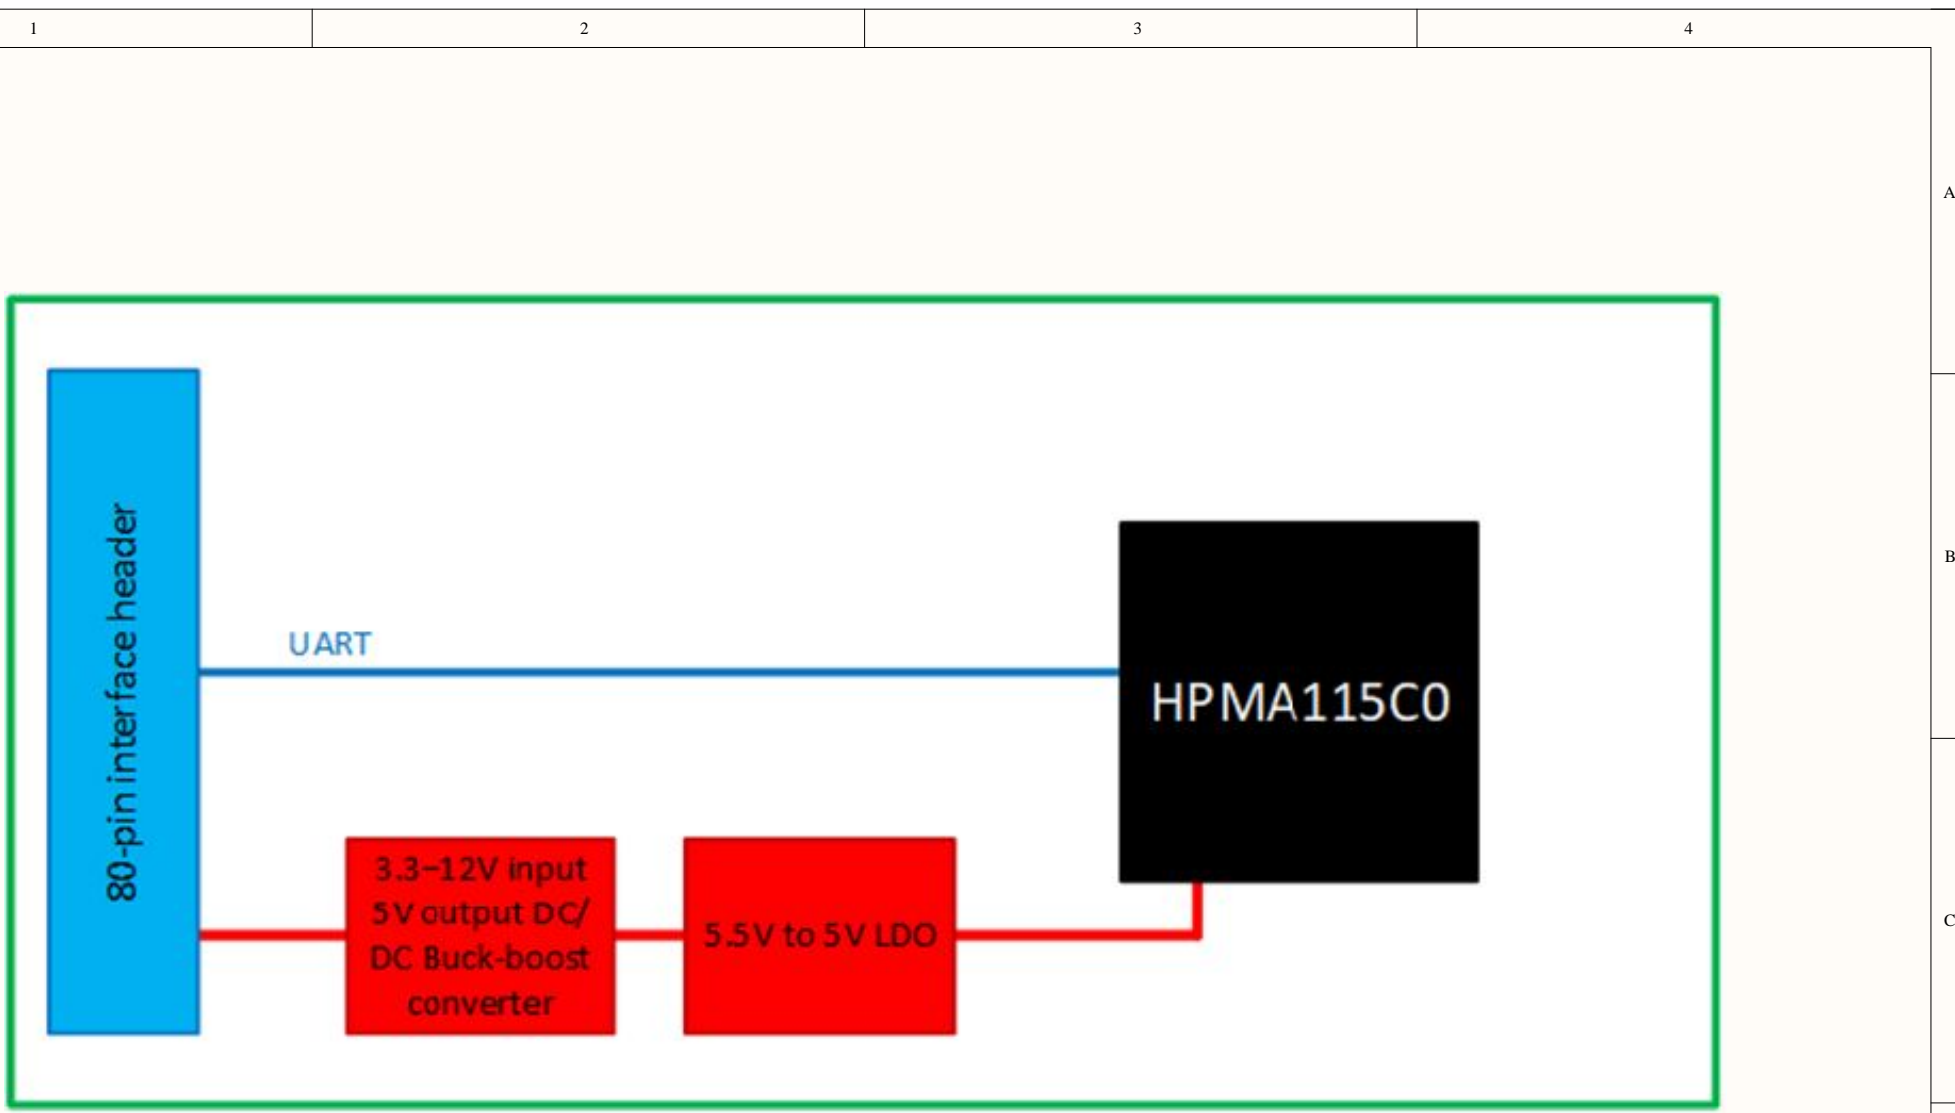 1 2 3 4
A
B
C
80-pin interface header
UART
HPMA115C0
3.3–12V input
5V output DC/
DC Buck-boost
converter
5.5V to 5V LDO